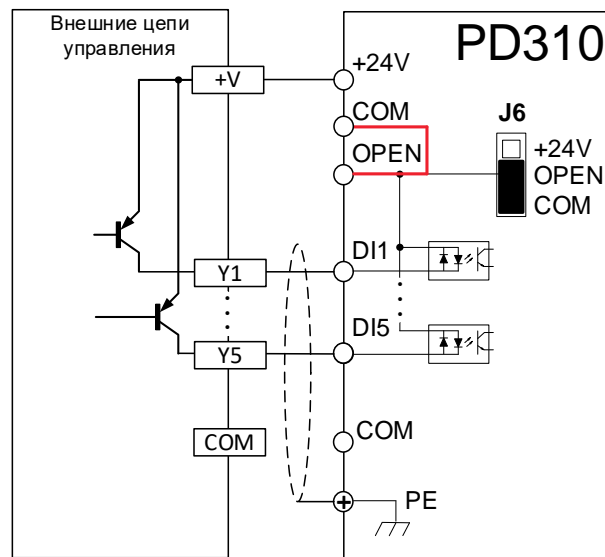 Внешние цепи
управления
PD310
+V
+24V
COM
J6
+24V
OPEN
OPEN
COM
Y1
DI1
Y5
DI5
COM
COM
PE